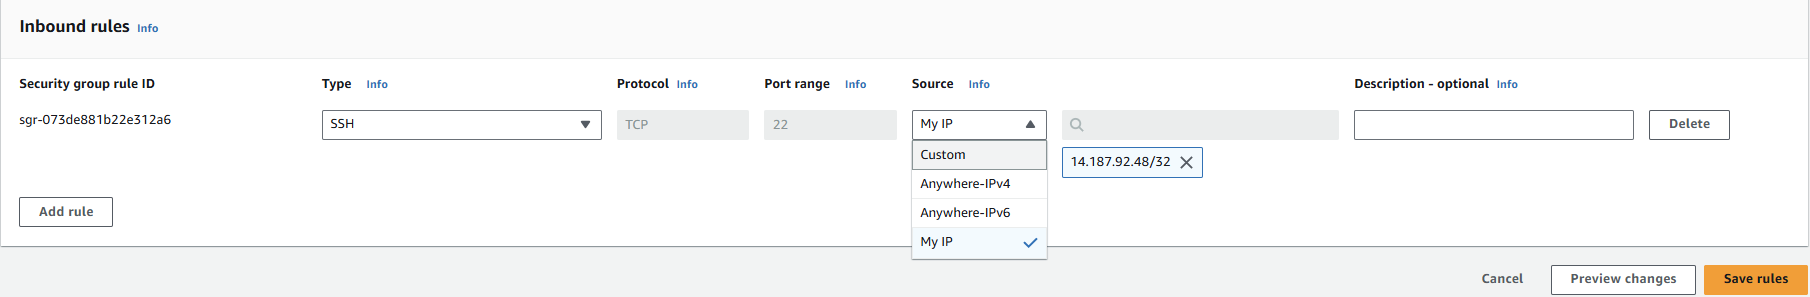 Inbound rules Info
Security group rule ID Type Info Protocol Info Port range Info Source Info Description - optional Info
sgr-073de881b22e312a6 SSH TCP 22 My IP Delete
Custom
14.187.92.48/32
Anywhere-IPv4
Anywhere-IPv6
Add rule
My IP
Cancel Preview changes Save rules